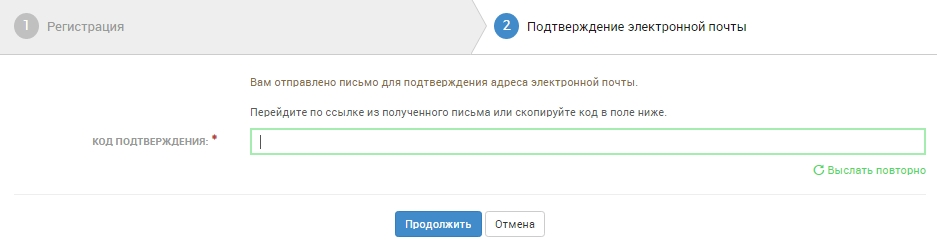 1 Регистрация
2 Подтверждение электронной почты
Вам отправлено письмо для подтверждения адреса электронной почты.
Перейдите по ссылке из полученного письма или скопируйте код в поле ниже.
КОД ПОДТВЕРЖДЕНИЯ: *
Выслать повторно
Продолжить
Отмена